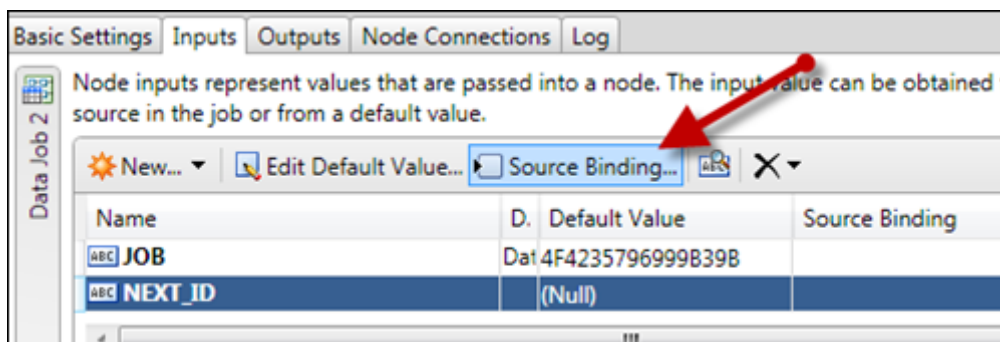 Basic Settings Inputs Outputs Node Connections Log
Node inputs represent values that are passed into a node. The input value can be obtained
source in the job or from a default value.
Data Job 2
New... Edit Default Value... Source Binding...
Name D. Default Value Source Binding
ABC JOB Dat 4F4235796999B39B
ABC NEXT_ID (Null)